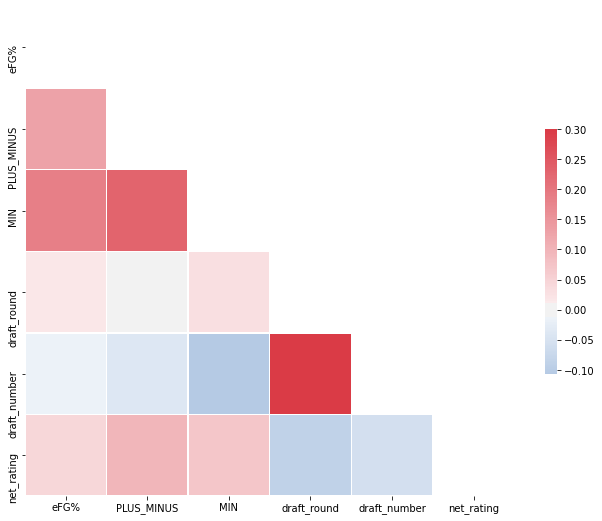 eFG%
PLUS_MINUS
MIN
draft_round
draft_number
net_rating
eFG%
PLUS_MINUS
MIN
draft_round
draft_number
net_rating
0.30
0.25
0.20
0.15
0.10
0.05
0.00
−0.05
−0.10